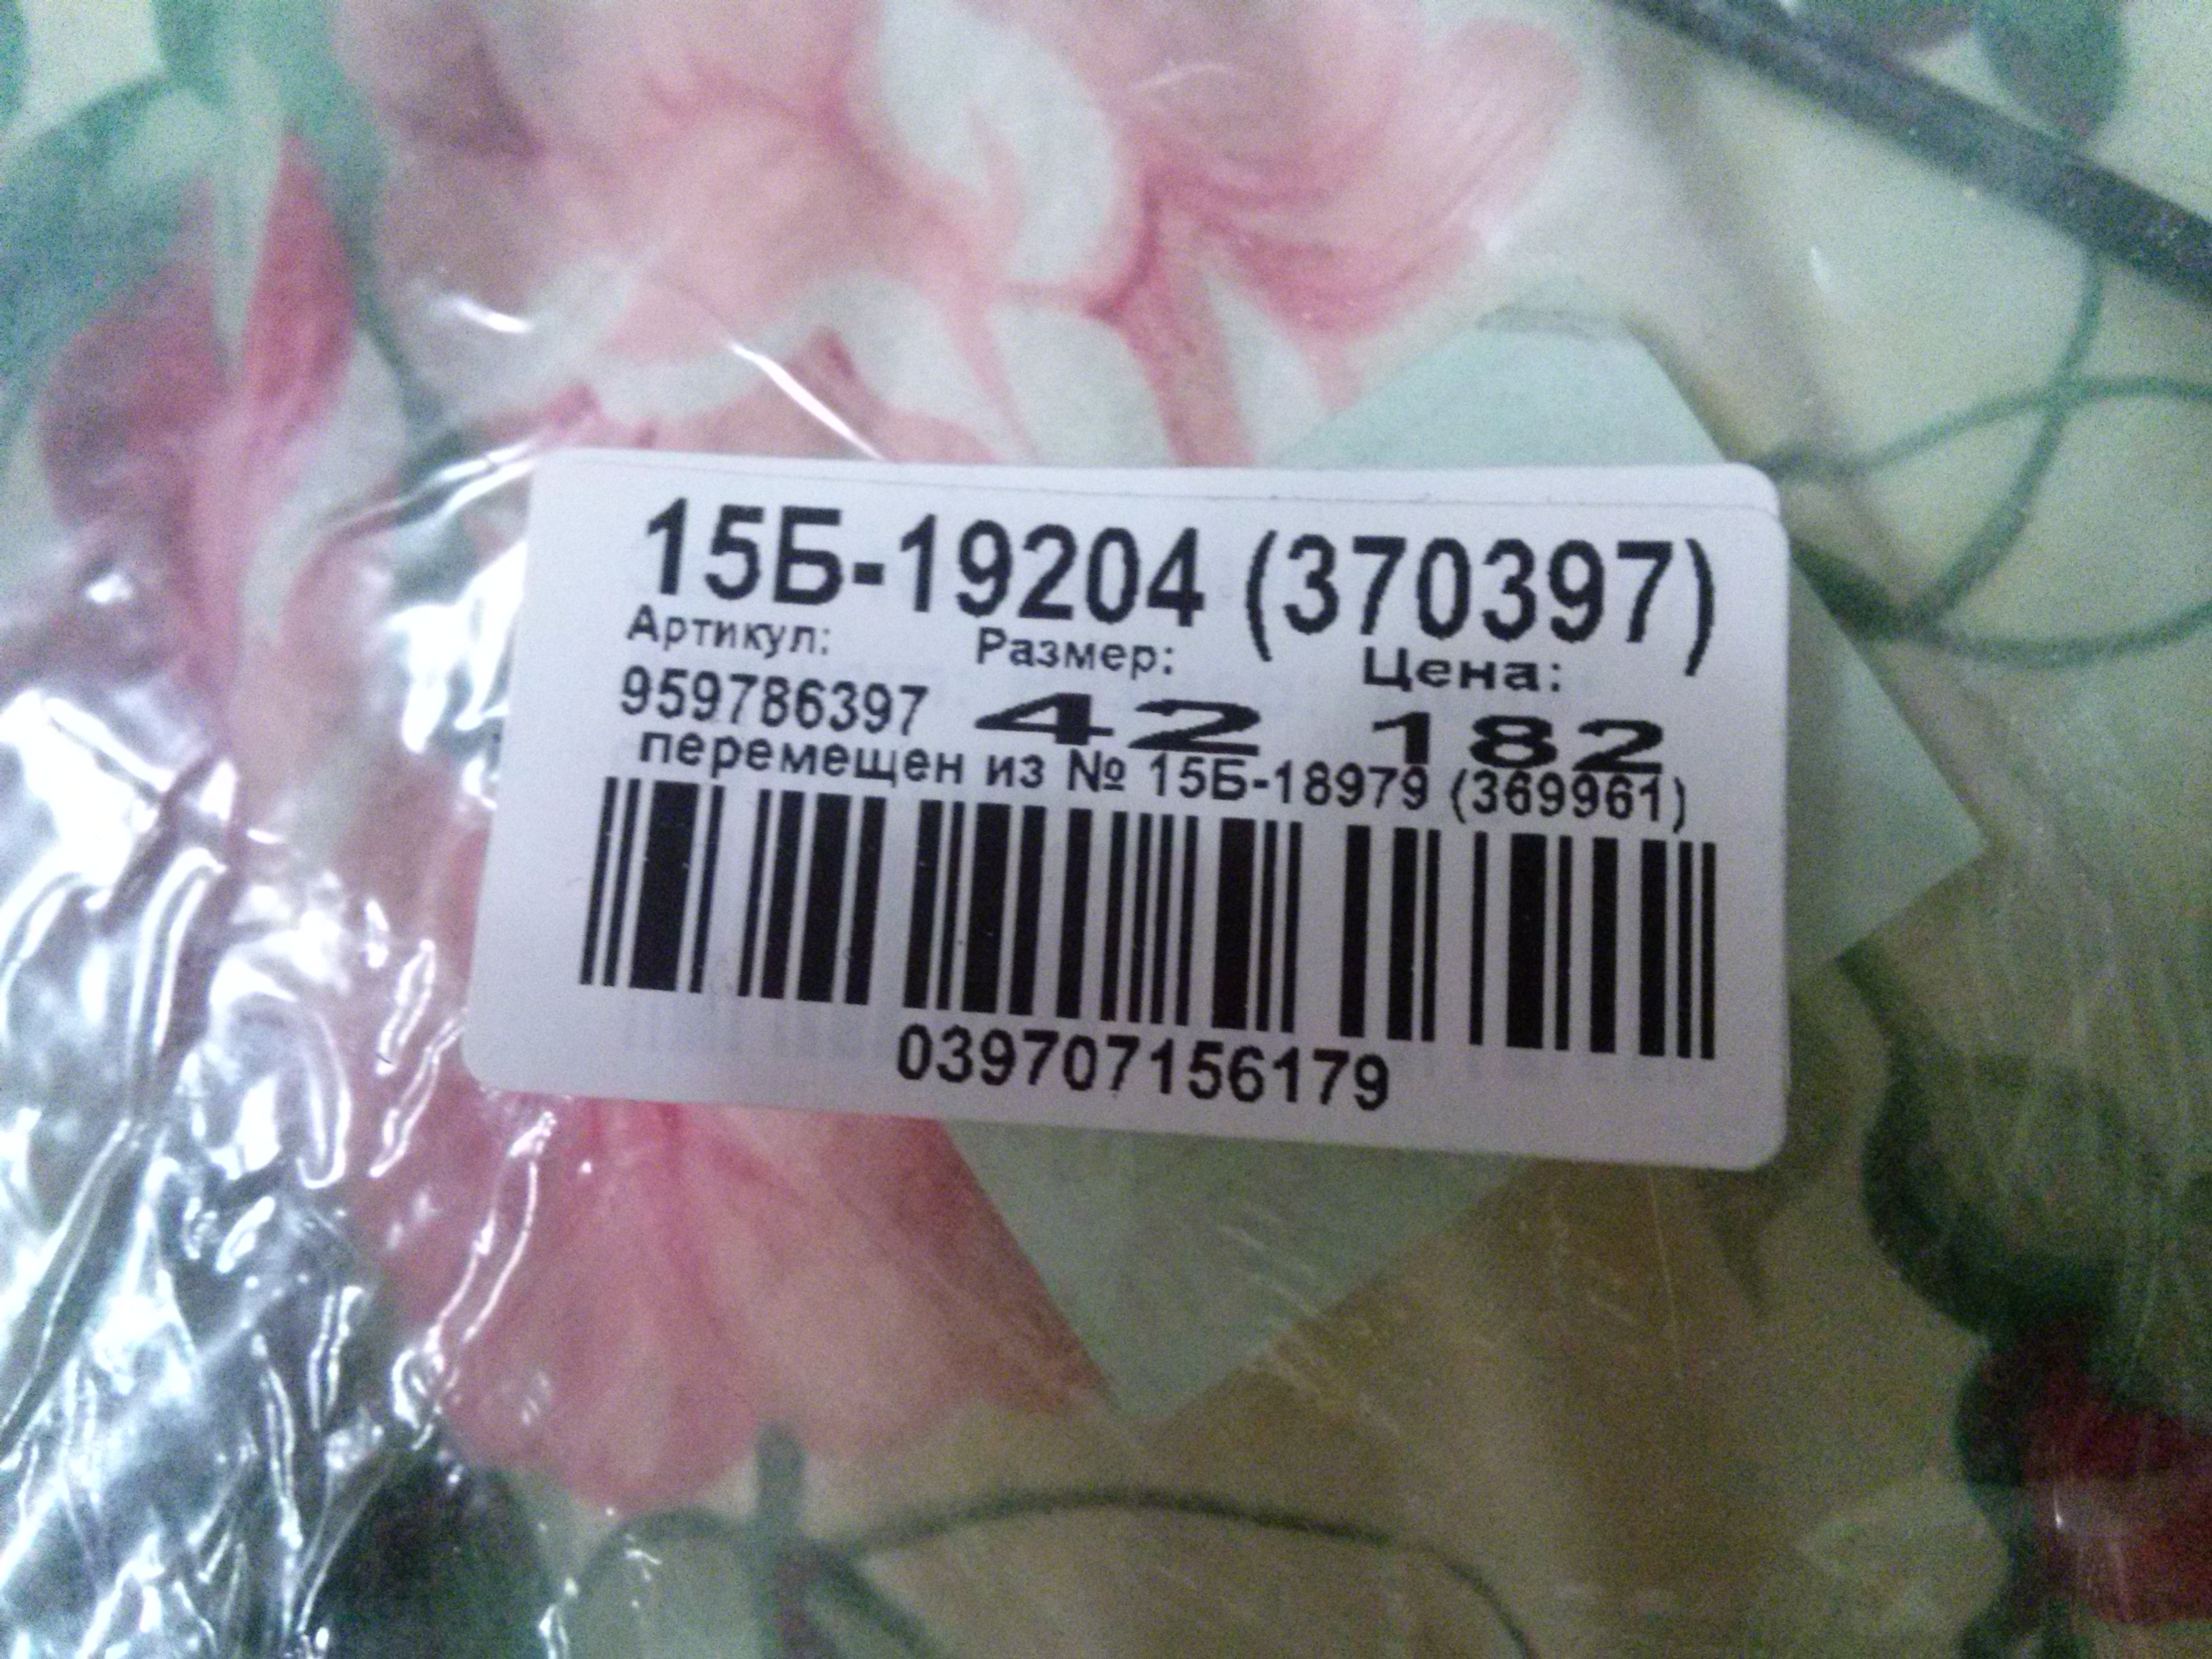 15Б-19204 (370397)
Артикул: Размер: Цена:
959786397 42 182
перемещен из № 15Б-18979 (369961)
039707156179